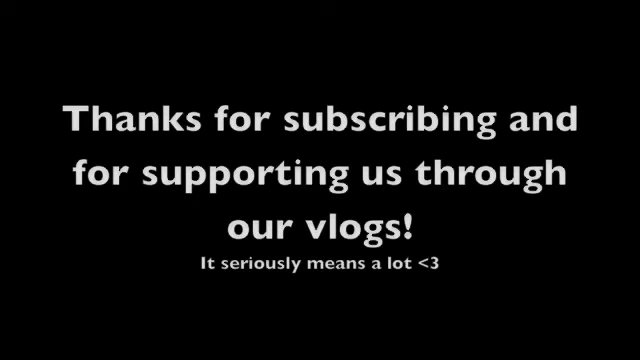 Thanks for subscribing and
for supporting us through
our vlogs!
It seriously means a lot <3